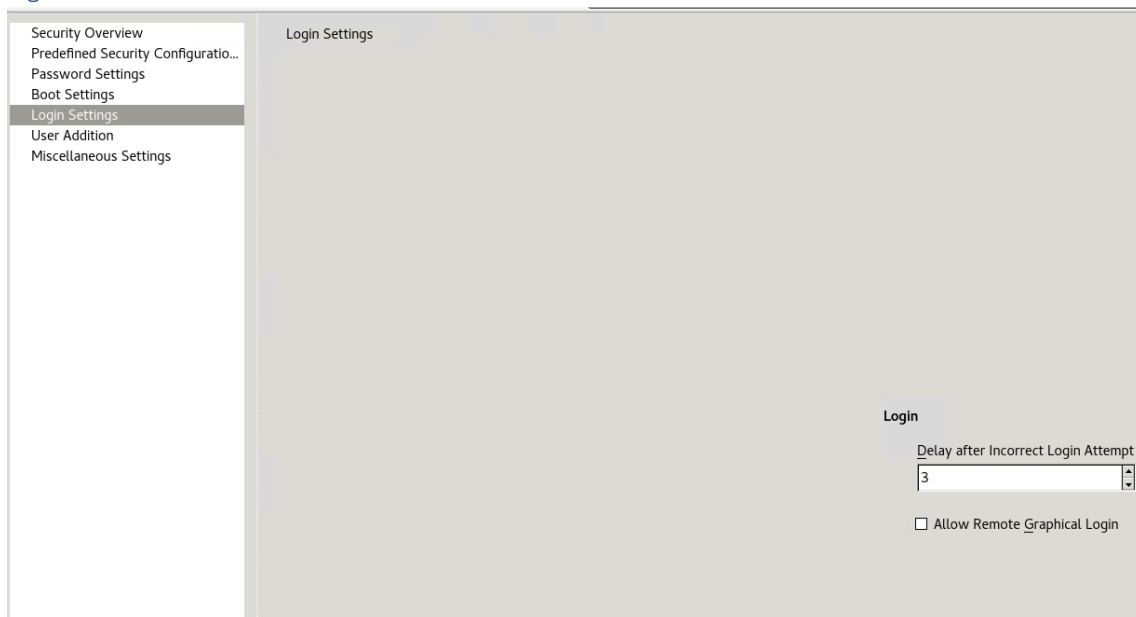 Security Overview
Predefined Security Configuratio...
Password Settings
Boot Settings
Login Settings
User Addition
Miscellaneous Settings
Login Settings
Login
Delay after Incorrect Login Attempt
3
Allow Remote Graphical Login